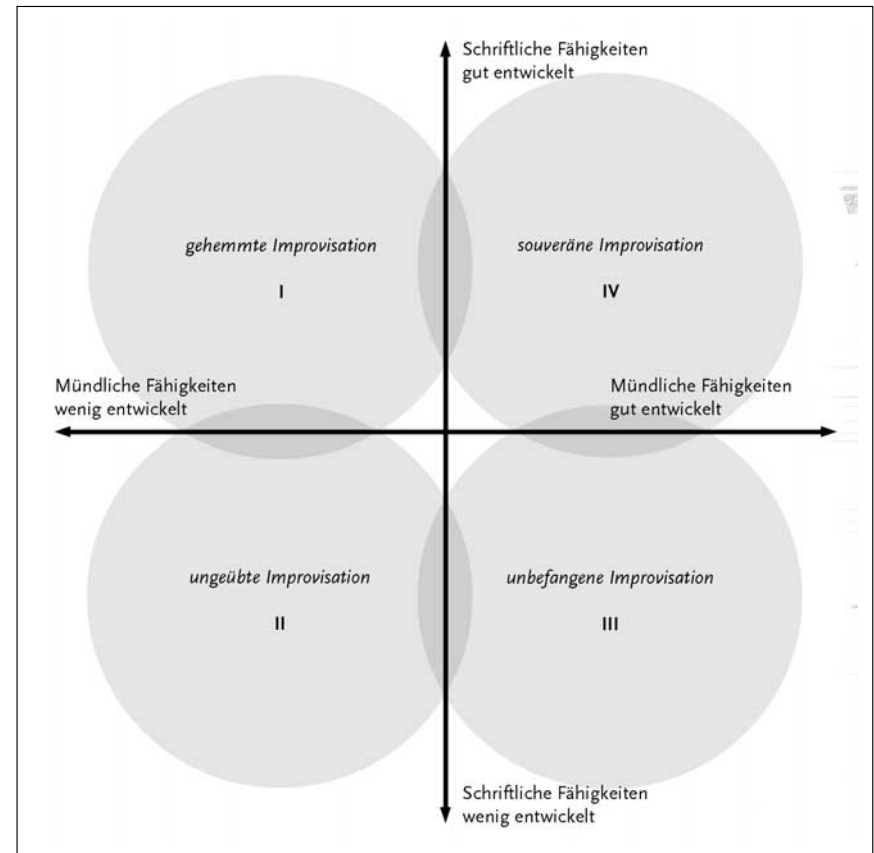 Schriftliche Fähigkeiten
gut entwickelt
gehemmte Improvisation
I
souveräne Improvisation
IV
Mündliche Fähigkeiten
wenig entwickelt
Mündliche Fähigkeiten
gut entwickelt
ungeübte Improvisation
II
unbefangene Improvisation
III
Schriftliche Fähigkeiten
wenig entwickelt